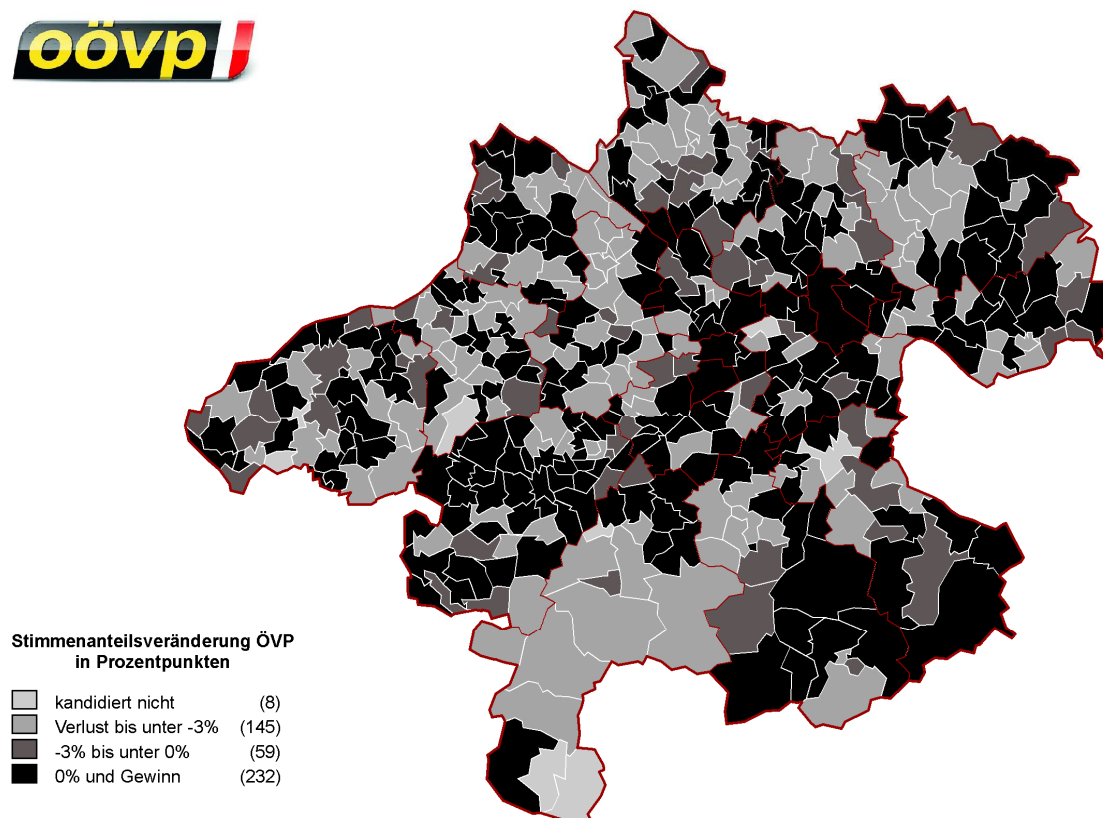 oövp
Stimmenanteilsveränderung ÖVP
in Prozentpunkten
kandidiert nicht (8)
Verlust bis unter -3% (145)
-3% bis unter 0% (59)
0% und Gewinn (232)